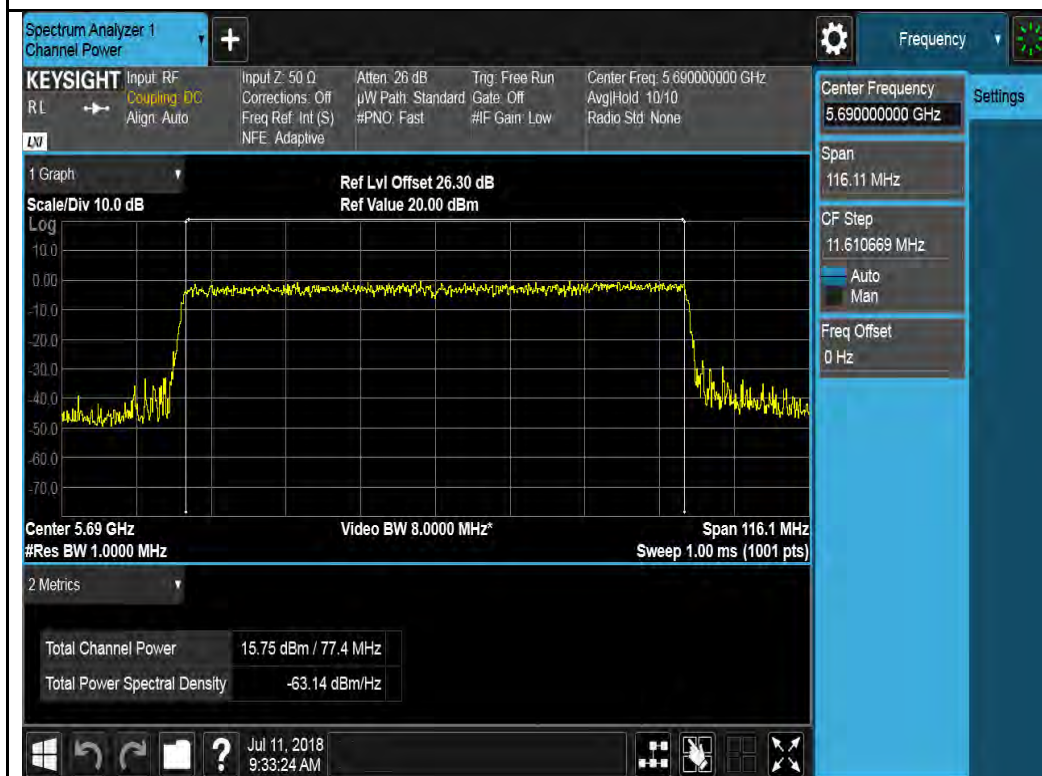 Spectrum Analyzer 1
Channel Power
+
Frequency
KEYSIGHT
R L
LXI
Input: RF
Coupling: DC
Align: Auto
Input Z: 50 Ω
Corrections: Off
Freq Ref: Int (S)
NFE: Adaptive
Atten: 26 dB
µW Path: Standard
#PNO: Fast
Trig: Free Run
Gate: Off
#IF Gain: Low
Center Freq: 5.690000000 GHz
Avg|Hold: 10/10
Radio Std: None
Center Frequency
5.690000000 GHz
Settings
Span
116.11 MHz
CF Step
11.610669 MHz
Auto
Man
Freq Offset
0 Hz
1 Graph
Scale/Div 10.0 dB
Ref Lvl Offset 26.30 dB
Ref Value 20.00 dBm
Log
10.0
0.00
-10.0
-20.0
-30.0
-40.0
-50.0
-60.0
-70.0
Center 5.69 GHz
#Res BW 1.0000 MHz
Video BW 8.0000 MHz*
Span 116.1 MHz
Sweep 1.00 ms (1001 pts)
2 Metrics
Total Channel Power 15.75 dBm / 77.4 MHz
Total Power Spectral Density -63.14 dBm/Hz
?
Jul 11, 2018
9:33:24 AM